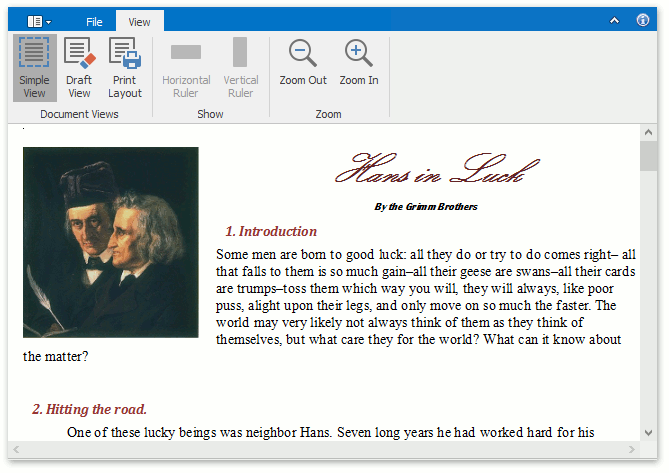 File View
Simple View
Draft View
Print Layout
Horizontal Ruler
Vertical Ruler
Zoom Out
Zoom In
Document Views
Show
Zoom
Hans in Luck
By the Grimm Brothers
1. Introduction
Some men are born to good luck: all they do or try to do comes right– all
that falls to them is so much gain–all their geese are swans–all their cards
are trumps–toss them which way you will, they will always, like poor
puss, alight upon their legs, and only move on so much the faster. The
world may very likely not always think of them as they think of
themselves, but what care they for the world? What can it know about
the matter?
2. Hitting the road.
One of these lucky beings was neighbor Hans. Seven long years he had worked hard for his